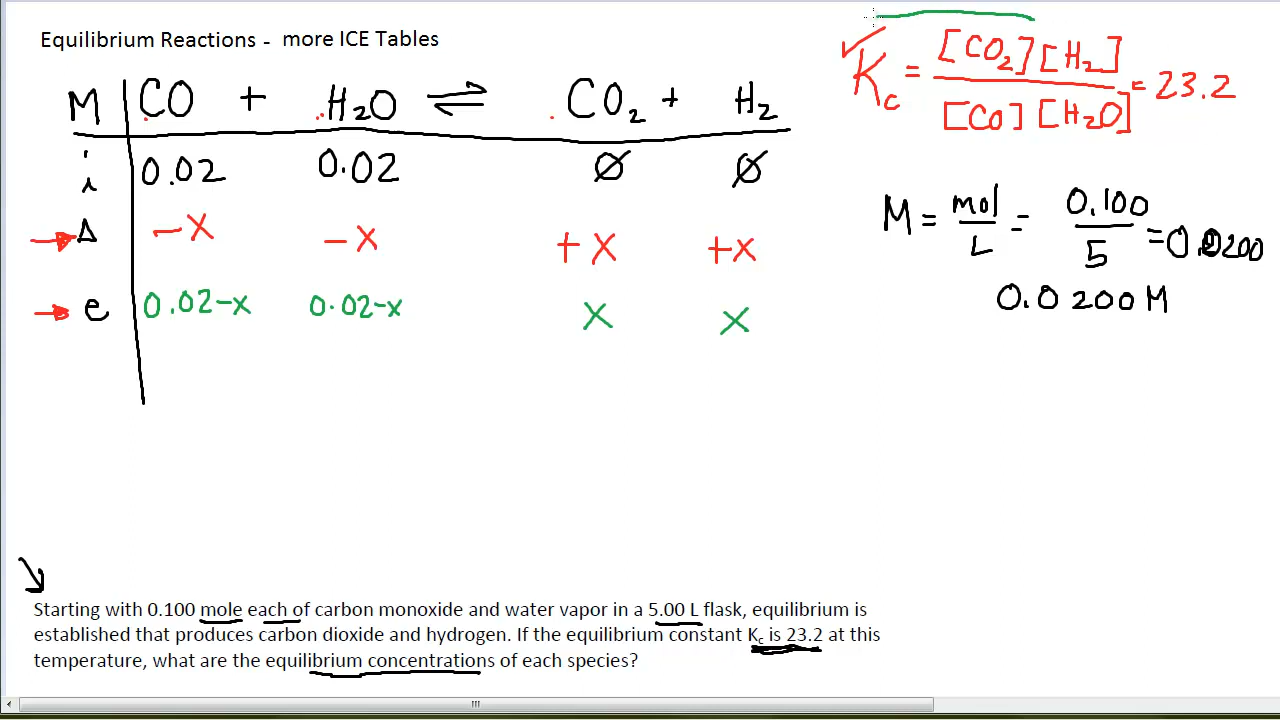 Equilibrium Reactions - more ICE Tables
M CO + H₂O ⇌ CO₂ + H₂
i 0.02 0.02 ∅ ∅
Δ -X -X +X +x
e 0.02-x 0.02-x X X
Kc = [CO₂][H₂] / [CO][H₂O] = 23.2
M = mol / L = 0.100 / 5 = 0.0200
0.0200 M
Starting with 0.100 mole each of carbon monoxide and water vapor in a 5.00 L flask, equilibrium is
established that produces carbon dioxide and hydrogen. If the equilibrium constant Kc is 23.2 at this
temperature, what are the equilibrium concentrations of each species?